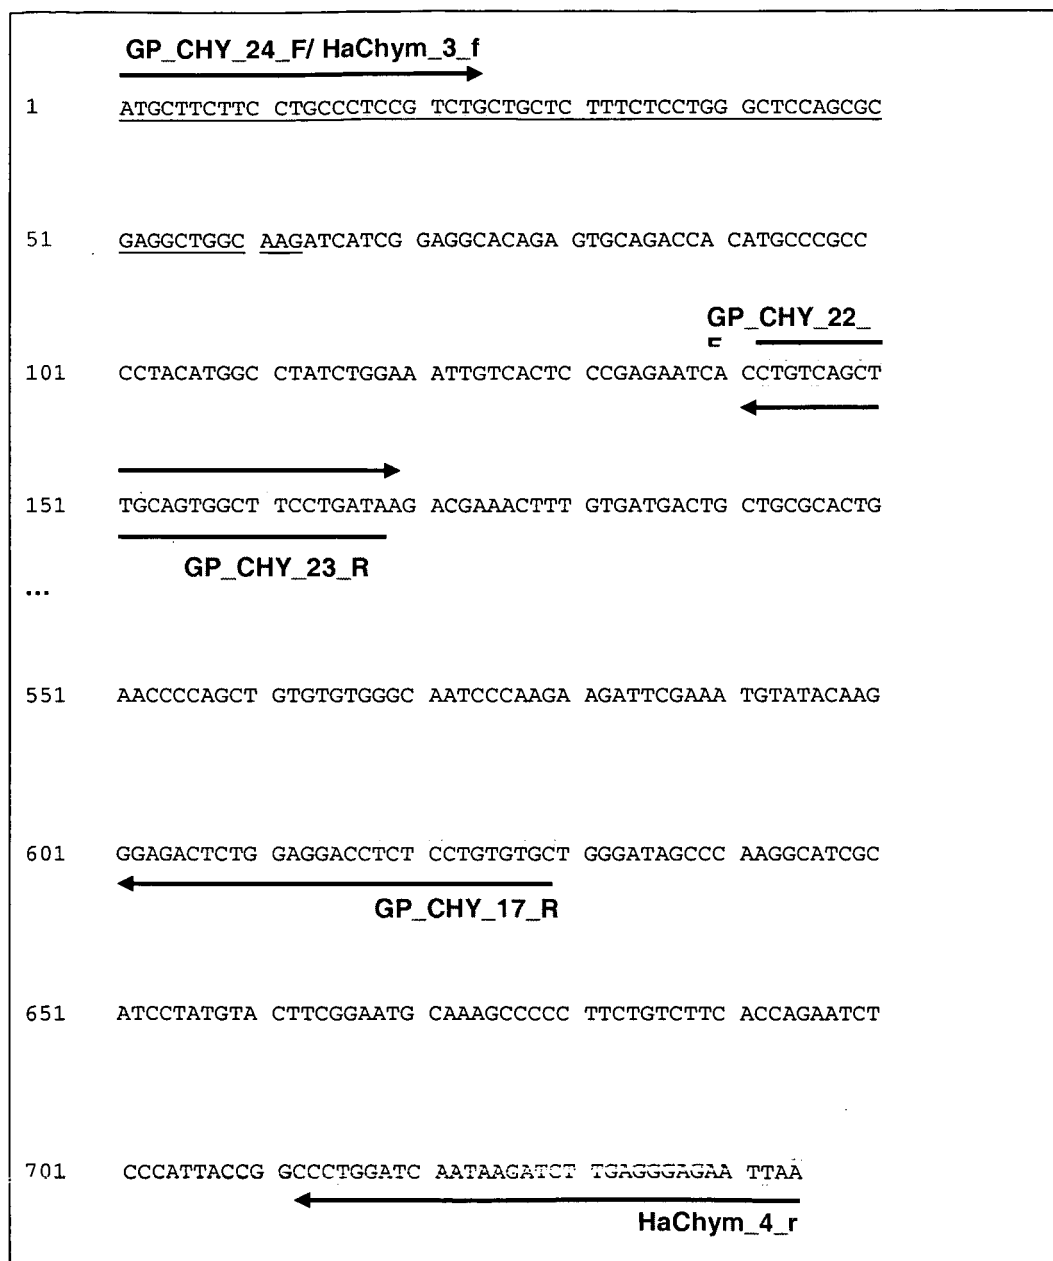 GP_CHY_24_F/ HaChym_3_f
1 ATGCTTCTTC CTGCCCTCCG TCTGCTGCTC TTTCTCCTGG GCTCCAGCGC
51 GAGGCTGGC AAGATCATCG GAGGCACAGA GTGCAGACCA CATGCCCGCC
GP_CHY_22_
F
101 CCTACATGGC CTATCTGGAA ATTGTCACTC CCGAGAATCA CCTGTCAGCT
151 TGCAGTGGCT TCCTGATAAG ACGAAACTTT GTGATGACTG CTGCGCACTG
GP_CHY_23_R
...
551 AACCCCAGCT GTGTGTGGGC AATCCCAAGA AGATTCGAAA TGTATACAAG
601 GGAGACTCTG GAGGACCTCT CCTGTGTGCT GGGATAGCCC AAGGCATCGC
GP_CHY_17_R
651 ATCCTATGTA CTTCGGAATG CAAAGCCCCC TTCTGTCTTC ACCAGAATCT
701 CCCATTACCG GCCCTGGATC AATAAGATCT TGAGGGAGAA TTAA
HaChym_4_r